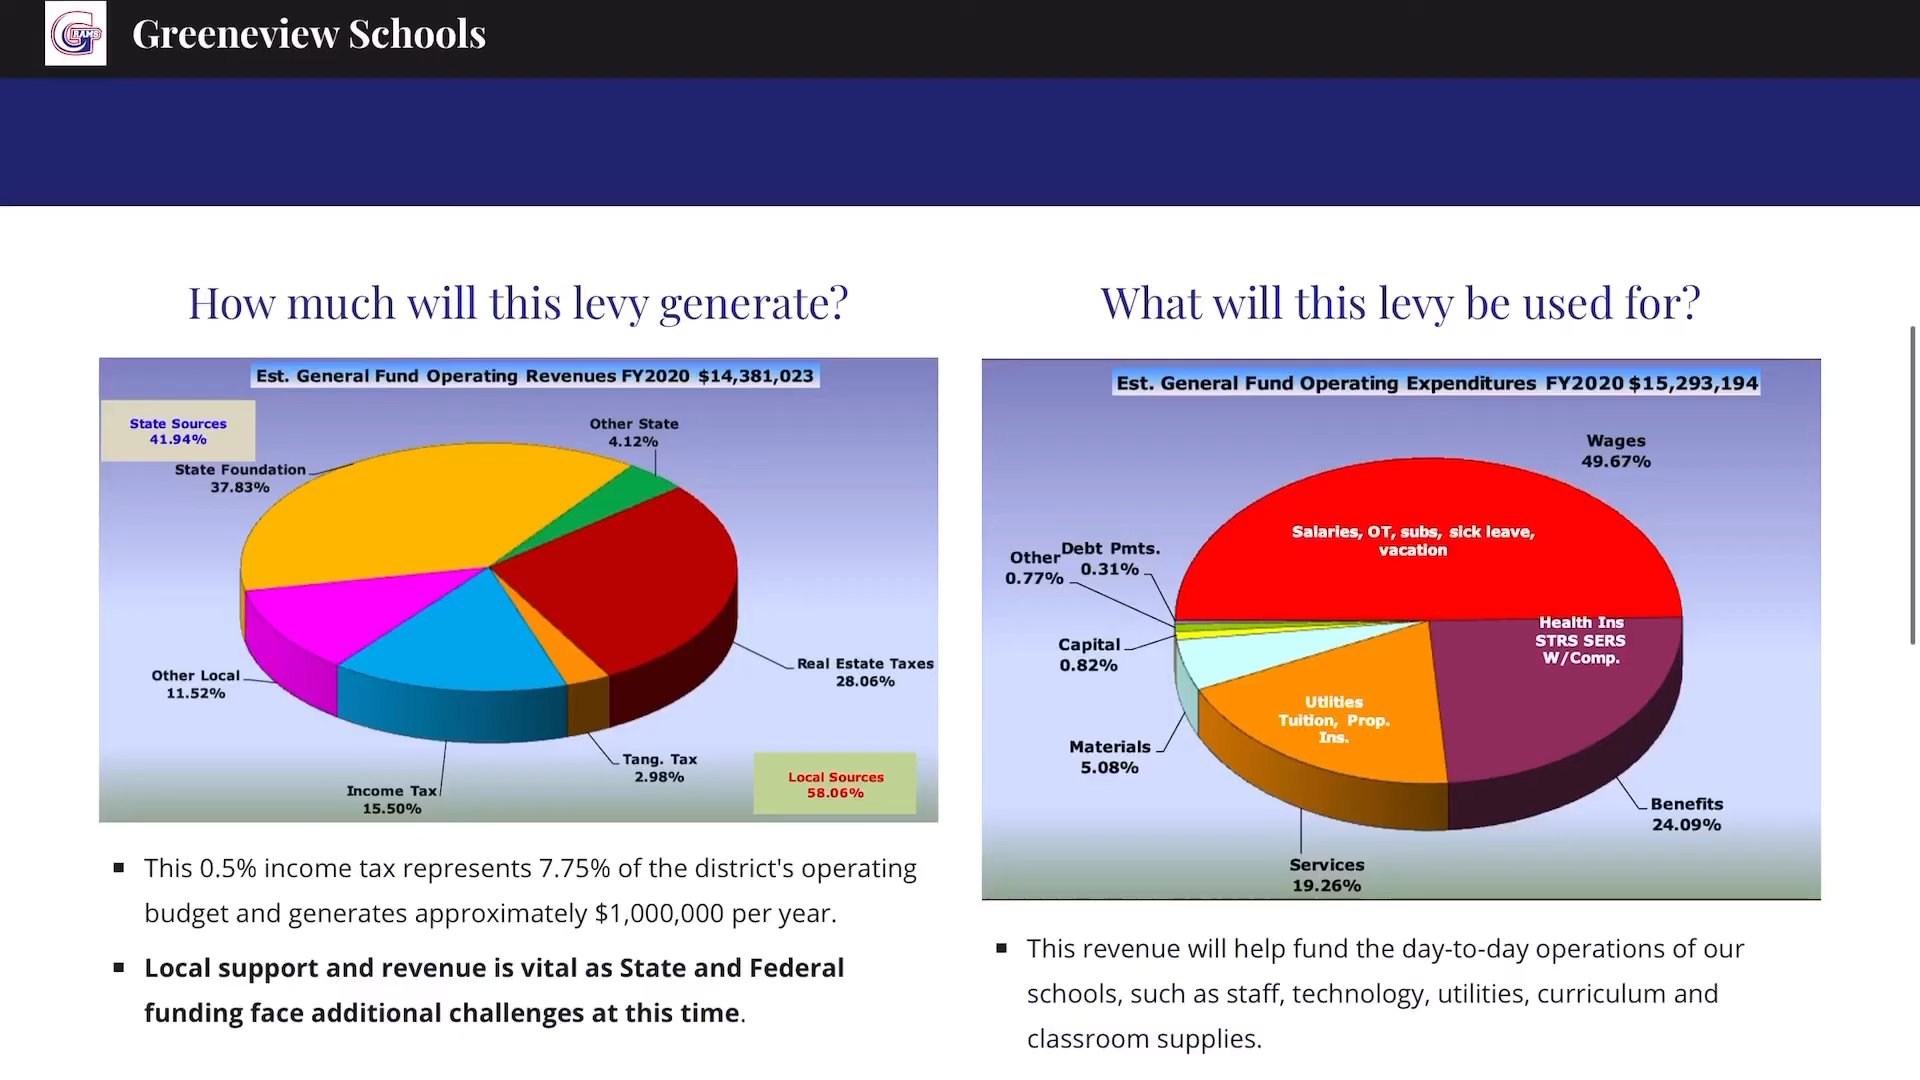 RAMS
Greeneview Schools
How much will this levy generate?
Est. General Fund Operating Revenues FY2020 $14,381,023
State Sources
41.94%
Other State
4.12%
State Foundation
37.83%
Real Estate Taxes
28.06%
Other Local
11.52%
Tang. Tax
2.98%
Income Tax
15.50%
Local Sources
58.06%
▪ This 0.5% income tax represents 7.75% of the district's operating
budget and generates approximately $1,000,000 per year.
▪ Local support and revenue is vital as State and Federal
funding face additional challenges at this time.
What will this levy be used for?
Est. General Fund Operating Expenditures FY2020 $15,293,194
Wages
49.67%
Salaries, OT, subs, sick leave,
vacation
Debt Pmts.
0.31%
Other
0.77%
Health Ins
STRS SERS
W/Comp.
Capital
0.82%
Utilities
Tuition, Prop.
Ins.
Materials
5.08%
Benefits
24.09%
Services
19.26%
▪ This revenue will help fund the day-to-day operations of our
schools, such as staff, technology, utilities, curriculum and
classroom supplies.